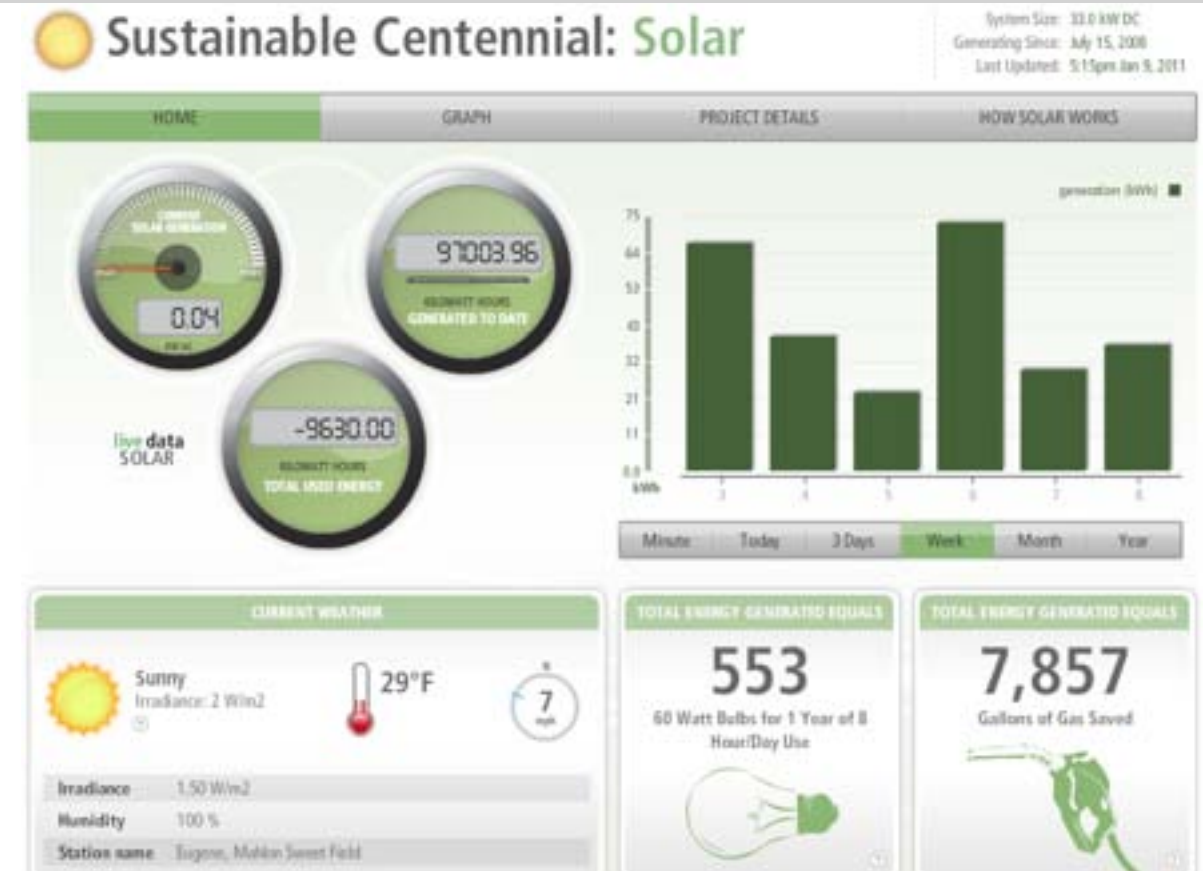 Sustainable Centennial: Solar
System Size: 33.0 kW DC
Generating Since: July 15, 2008
Last Updated: 5:15pm Jan 9, 2011
HOME
GRAPH
PROJECT DETAILS
HOW SOLAR WORKS
CURRENT
SOLAR GENERATION
0.04
97003.96
KILOWATT HOURS
GENERATED TO DATE
-9630.00
KILOWATT HOURS
TOTAL USED ENERGY
live data
SOLAR
generation (kWh)
75
64
53
43
32
21
11
0.0
kWh
3
4
5
6
7
8
Minute
Today
3 Days
Week
Month
Year
CURRENT WEATHER
Sunny
Irradiance: 2 W/m2
29°F
N
7
mph
Irradiance 1.50 W/m2
Humidity 100 %
Station name Eugene, Mahlon Sweet Field
TOTAL ENERGY GENERATED EQUALS
553
60 Watt Bulbs for 1 Year of 8
Hour/Day Use
TOTAL ENERGY GENERATED EQUALS
7,857
Gallons of Gas Saved